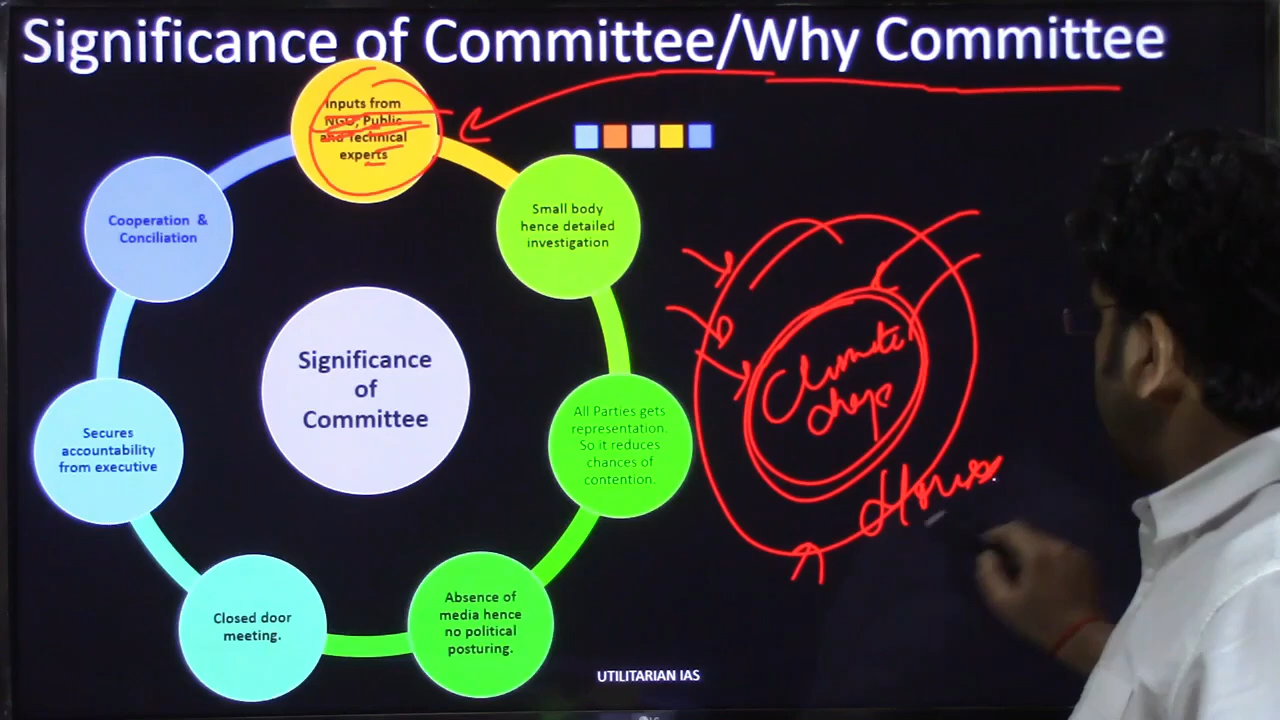 Significance of Committee/Why Committee
Inputs from
NGO, Public
and Technical
experts
Small body
hence detailed
investigation
All Parties gets
representation.
So it reduces
chances of
contention.
Absence of
media hence
no political
posturing.
Closed door
meeting.
Secures
accountability
from executive
Cooperation &
Conciliation
Significance
of
Committee
Climate
House
UTILITARIAN IAS
LG